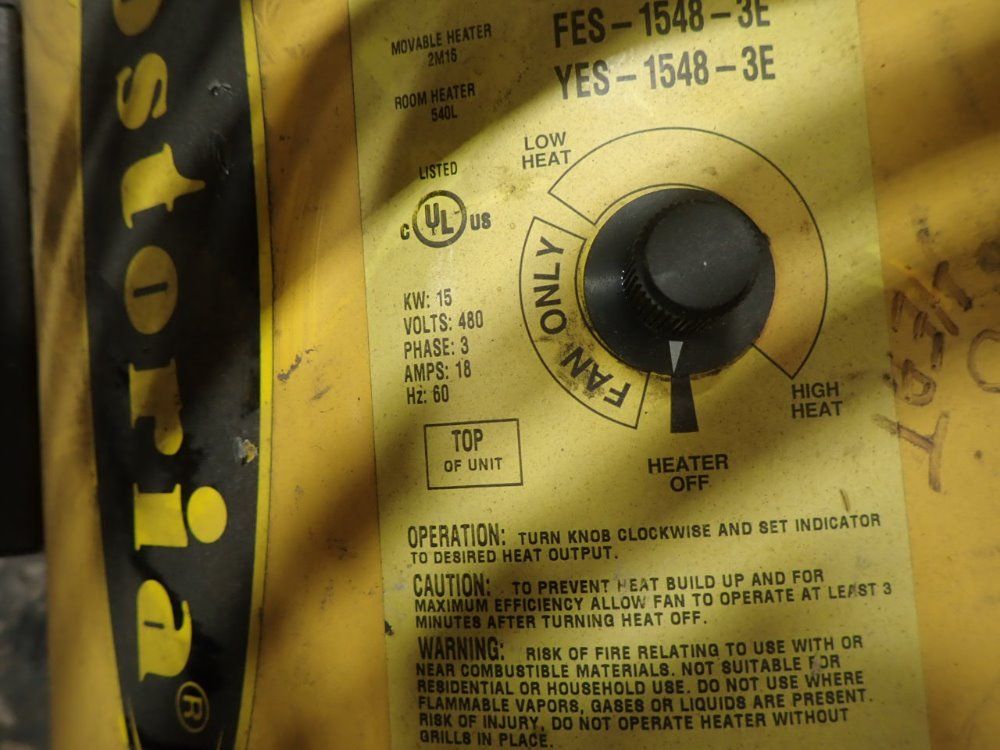 ostoria®
MOVABLE HEATER
2M16
ROOM HEATER
540L
FES-1548-3E
YES-1548-3E
LISTED
C UL US
KW: 15
VOLTS: 480
PHASE: 3
AMPS: 18
Hz: 60
TOP
OF UNIT
LOW
HEAT
FAN ONLY
HIGH
HEAT
HEATER
OFF
OPERATION: TURN KNOB CLOCKWISE AND SET INDICATOR
TO DESIRED HEAT OUTPUT.
CAUTION: TO PREVENT HEAT BUILD UP AND FOR
MAXIMUM EFFICIENCY ALLOW FAN TO OPERATE AT LEAST 3
MINUTES AFTER TURNING HEAT OFF.
WARNING: RISK OF FIRE RELATING TO USE WITH OR
NEAR COMBUSTIBLE MATERIALS. NOT SUITABLE FOR
RESIDENTIAL OR HOUSEHOLD USE. DO NOT USE WHERE
FLAMMABLE VAPORS, GASES OR LIQUIDS ARE PRESENT.
RISK OF INJURY, DO NOT OPERATE HEATER WITHOUT
GRILLS IN PLACE.